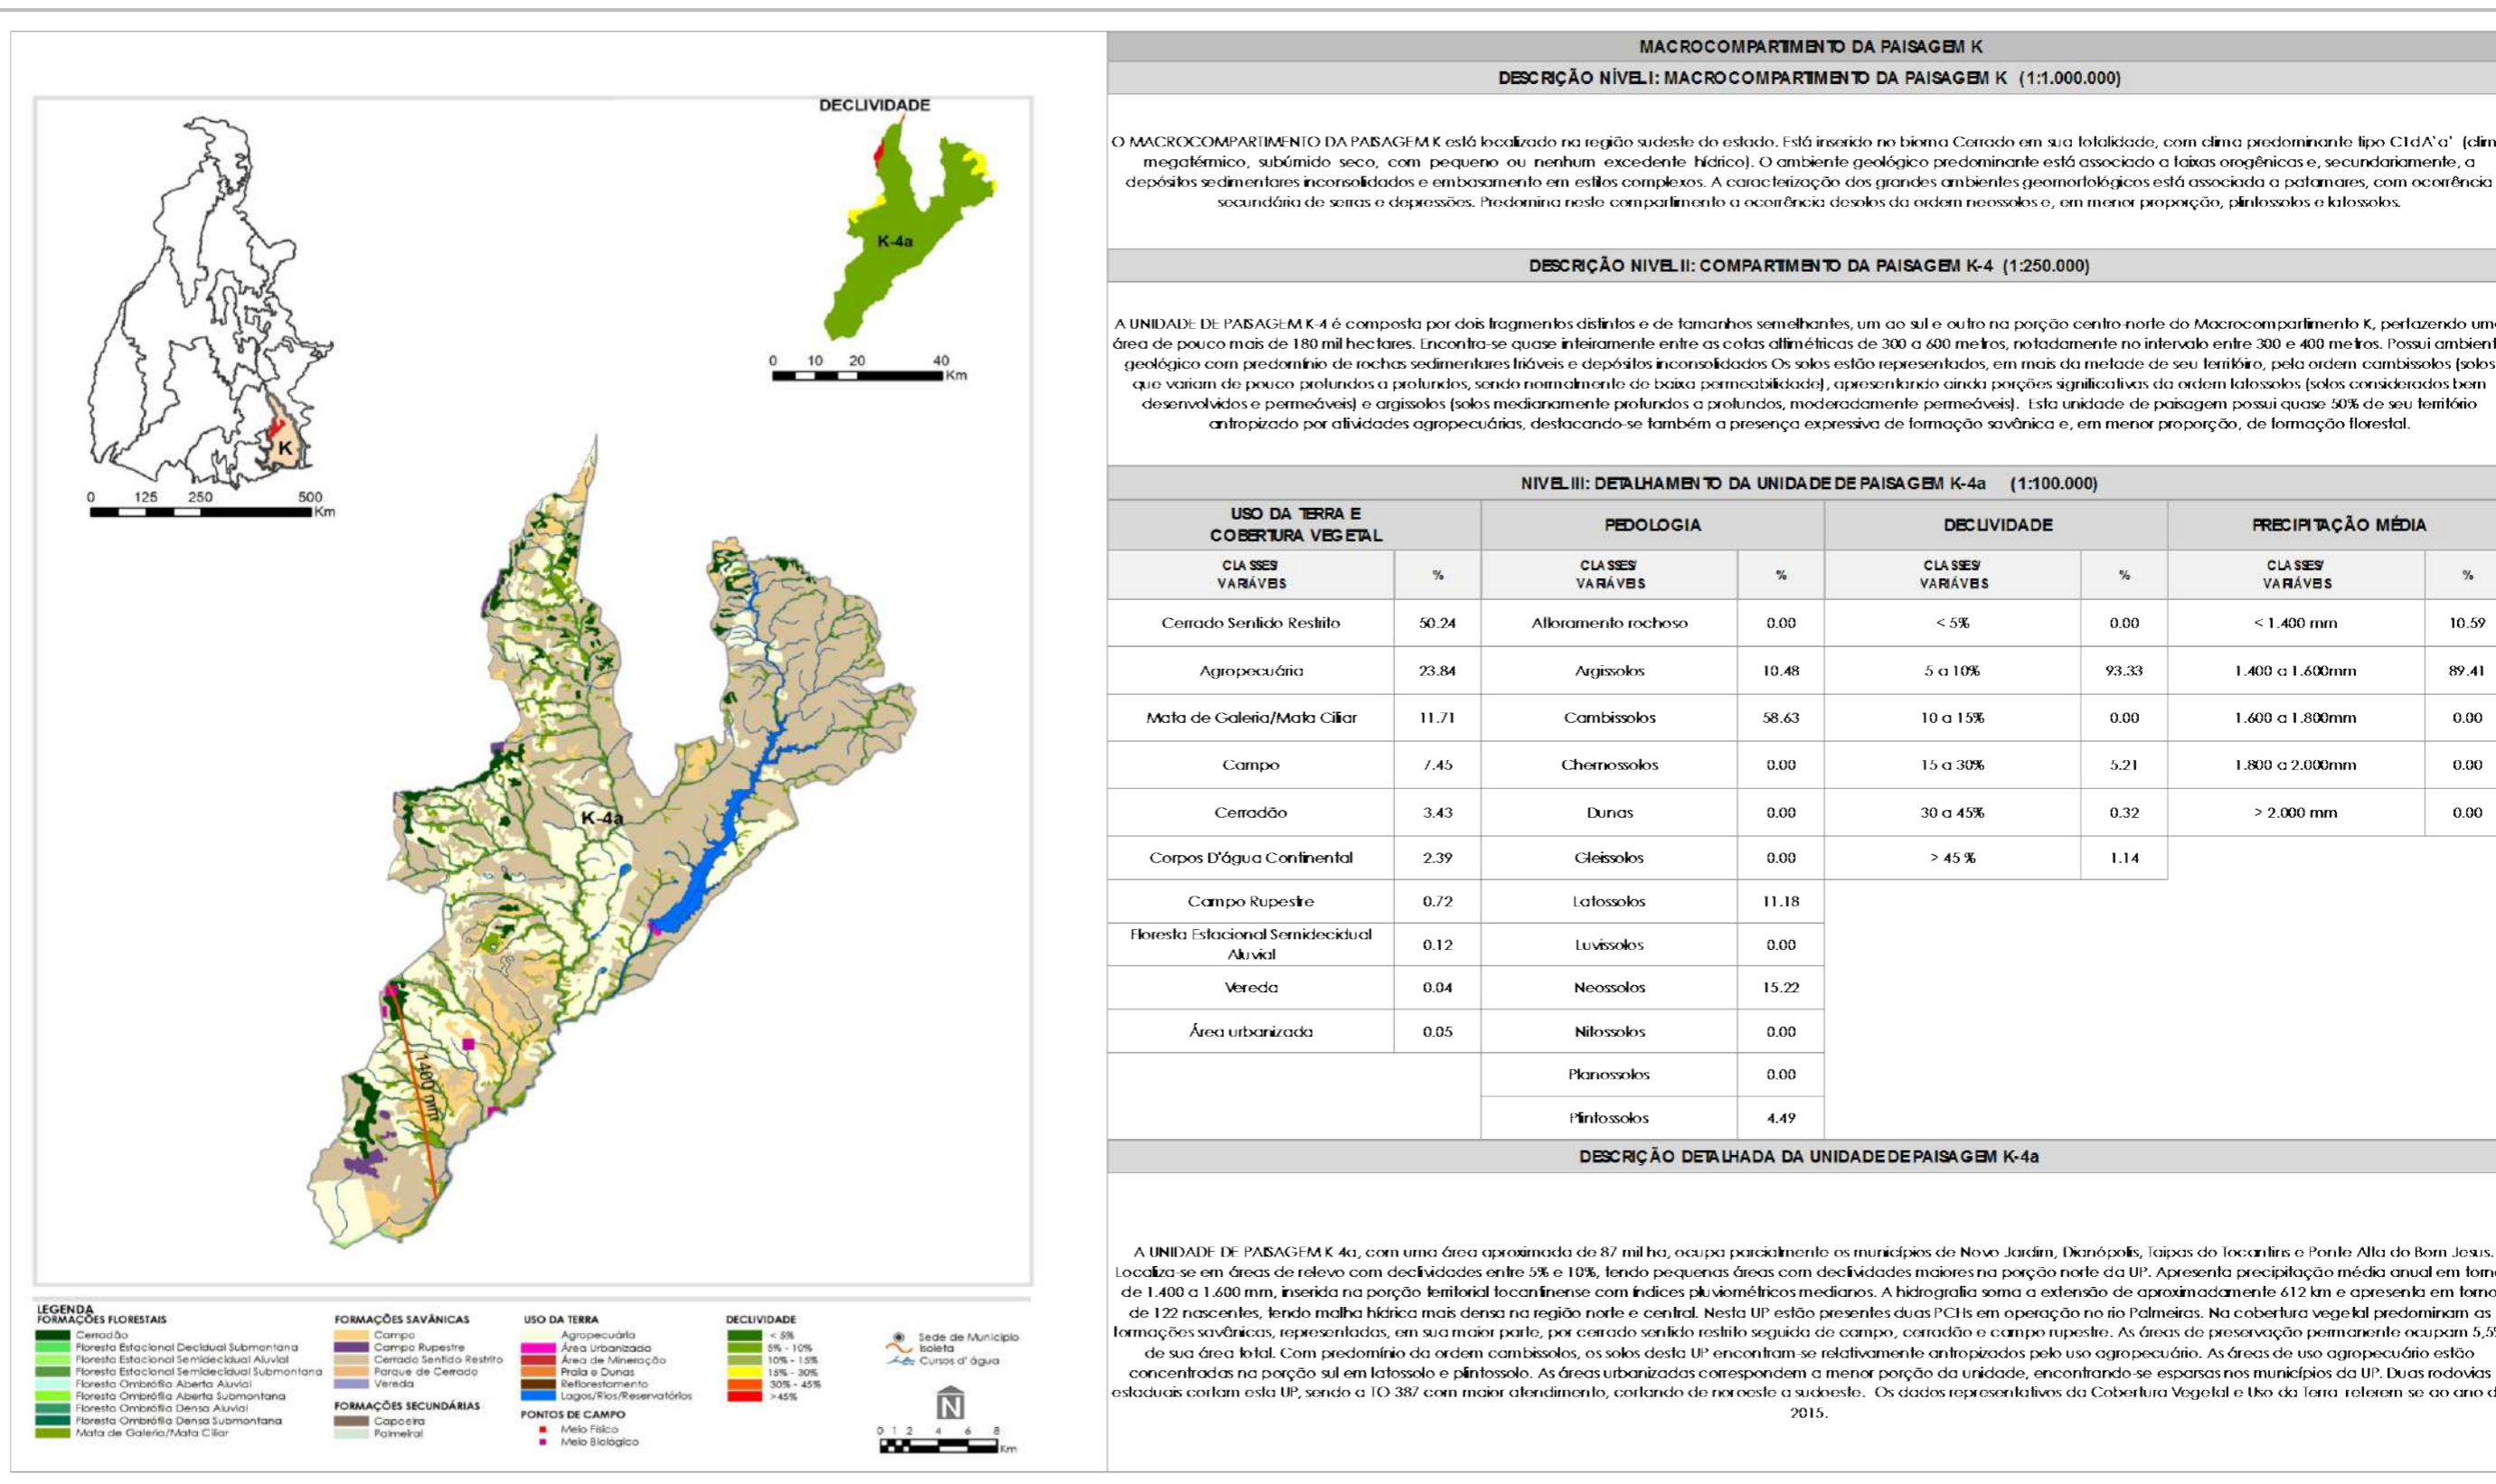 DECLIVIDADE
K-4a
0 10 20 40
Km
K
0 125 250 500
Km
K-4a
1400 mm
LEGENDA
FORMAÇÕES FLORESTAIS
Cerradão
Floresta Estacional Decidual Submontana
Floresta Estacional Semidecidual Aluvial
Floresta Estacional Semidecidual Submontana
Floresta Ombrófila Aberta Aluvial
Floresta Ombrófila Aberta Submontana
Floresta Ombrófila Densa Aluvial
Floresta Ombrófila Densa Submontana
Mata de Galeria/Mata Ciliar
FORMAÇÕES SAVÂNICAS
Campo
Campo Rupestre
Cerrado Sentido Restrito
Parque de Cerrado
Vereda
FORMAÇÕES SECUNDÁRIAS
Capoeira
Palmeiral
USO DA TERRA
Agropecuária
Área Urbanizada
Área de Mineração
Praia e Dunas
Reflorestamento
Lagos/Rios/Reservatórios
PONTOS DE CAMPO
Meio Físico
Meio Biológico
DECLIVIDADE
< 5%
5% - 10%
10% - 15%
15% - 30%
30% - 45%
>45%
Sede de Município
Isoieta
Cursos d' água
N
0 1 2 4 6 8
Km
MACROCOMPARTIMENTO DA PAISAGEM K
DESCRIÇÃO NÍVEL I: MACROCOMPARTIMENTO DA PAISAGEM K (1:1.000.000)
O MACROCOMPARTIMENTO DA PAISAGEM K está localizado na região sudeste do estado. Está inserido no bioma Cerrado em sua totalidade, com clima predominante tipo C1dA'a' (clim
megatérmico, subúmido seco, com pequeno ou nenhum excedente hídrico). O ambiente geológico predominante está associado a faixas orogênicas e, secundariamente, a
depósitos sedimentares inconsolidados e embasamento em estilos complexos. A caracterização dos grandes ambientes geomorfológicos está associada a patamares, com ocorrência
secundária de serras e depressões. Predomina neste compartimento a ocorrência desolos da ordem neossolos e, em menor proporção, plintossolos e latossolos.
DESCRIÇÃO NIVEL II: COMPARTIMENTO DA PAISAGEM K-4 (1:250.000)
A UNIDADE DE PAISAGEM K-4 é composta por dois fragmentos distintos e de tamanhos semelhantes, um ao sul e outro na porção centro-norte do Macrocompartimento K, perfazendo um
área de pouco mais de 180 mil hectares. Encontra-se quase inteiramente entre as cotas altimétricas de 300 a 600 metros, notadamente no intervalo entre 300 e 400 metros. Possui ambient
geológico com predomínio de rochas sedimentares friáveis e depósitos inconsolidados Os solos estão representados, em mais da metade de seu território, pela ordem cambissolos (solos
que variam de pouco profundos a profundos, sendo normalmente de baixa permeabilidade), apresentando ainda porções significativas da ordem latossolos (solos considerados bem
desenvolvidos e permeáveis) e argissolos (solos medianamente profundos a profundos, moderadamente permeáveis). Esta unidade de paisagem possui quase 50% de seu território
antropizado por atividades agropecuárias, destacando-se também a presença expressiva de formação savânica e, em menor proporção, de formação florestal.
NIVEL III: DETALHAMENTO DA UNIDADE DE PAISAGEM K-4a (1:100.000)
USO DA TERRA E
COBERTURA VEGETAL PEDOLOGIA DECLIVIDADE PRECIPITAÇÃO MÉDIA
CLASSES/
VARIÁVEIS % CLASSES/
VARIÁVEIS % CLASSES/
VARIÁVEIS % CLASSES/
VARIÁVEIS %
Cerrado Sentido Restrito 50.24 Afloramento rochoso 0.00 < 5% 0.00 < 1.400 mm 10.59
Agropecuária 23.84 Argissolos 10.48 5 a 10% 93.33 1.400 a 1.600mm 89.41
Mata de Galeria/Mata Ciliar 11.71 Cambissolos 58.63 10 a 15% 0.00 1.600 a 1.800mm 0.00
Campo 7.45 Chernossolos 0.00 15 a 30% 5.21 1.800 a 2.000mm 0.00
Cerradão 3.43 Dunas 0.00 30 a 45% 0.32 > 2.000 mm 0.00
Corpos D'água Continental 2.39 Gleissolos 0.00 > 45 % 1.14
Campo Rupestre 0.72 Latossolos 11.18
Floresta Estacional Semidecidual
Aluvial 0.12 Luvissolos 0.00
Vereda 0.04 Neossolos 15.22
Área urbanizada 0.05 Nitossolos 0.00
Planossolos 0.00
Plintossolos 4.49
DESCRIÇÃO DETALHADA DA UNIDADE DE PAISAGEM K-4a
A UNIDADE DE PAISAGEM K 4a, com uma área aproximada de 87 mil ha, ocupa parcialmente os municípios de Novo Jardim, Dianópolis, Taipas do Tocantins e Ponte Alta do Bom Jesus.
Localiza-se em áreas de relevo com declividades entre 5% e 10%, tendo pequenas áreas com declividades maiores na porção norte da UP. Apresenta precipitação média anual em torn
de 1.400 a 1.600 mm, inserida na porção territorial tocantinense com índices pluviométricos medianos. A hidrografia soma a extensão de aproximadamente 612 km e apresenta em torno
de 122 nascentes, tendo malha hídrica mais densa na região norte e central. Nesta UP estão presentes duas PCHs em operação no rio Palmeiras. Na cobertura vegetal predominam as
formações savânicas, representadas, em sua maior parte, por cerrado sentido restrito seguida de campo, cerradão e campo rupestre. As áreas de preservação permanente ocupam 5,5%
de sua área total. Com predomínio da ordem cambissolos, os solos desta UP encontram-se relativamente antropizados pelo uso agropecuário. As áreas de uso agropecuário estão
concentradas na porção sul em latossolo e plintossolo. As áreas urbanizadas correspondem a menor porção da unidade, encontrando-se esparsas nos municípios da UP. Duas rodovias
estaduais cortam esta UP, sendo a TO 387 com maior atendimento, cortando de noroeste a sudoeste. Os dados representativos da Cobertura Vegetal e Uso da Terra referem-se ao ano d
2015.